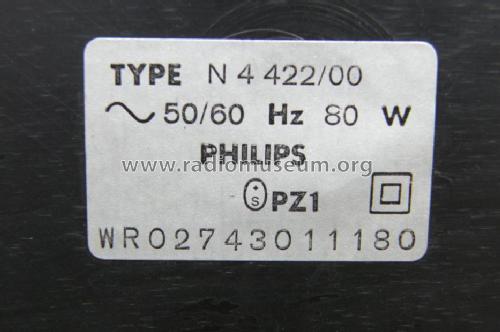 TYPE N 4 422/00
~ 50/60 Hz 80 W
PHILIPS
www.radiomuseum.org
S PZ1
WR02743011180